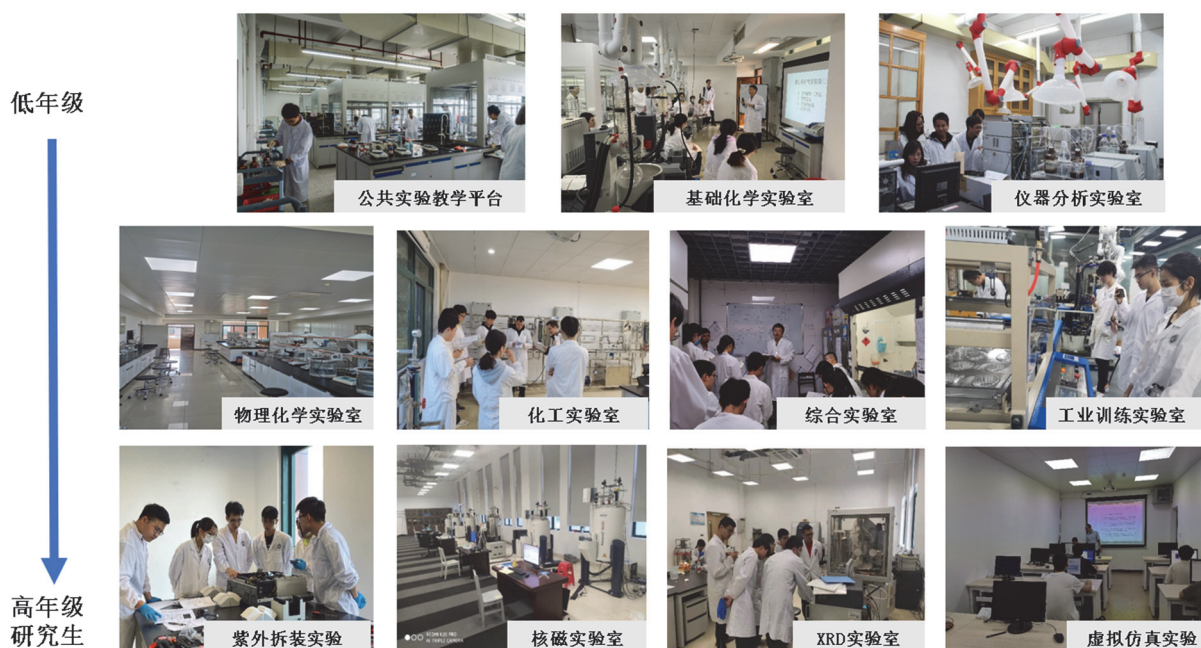 低年级
公共实验教学平台
基础化学实验室
仪器分析实验室
物理化学实验室
化工实验室
综合实验室
工业训练实验室
高年级
研究生
紫外拆装实验
核磁实验室
XRD实验室
虚拟仿真实验